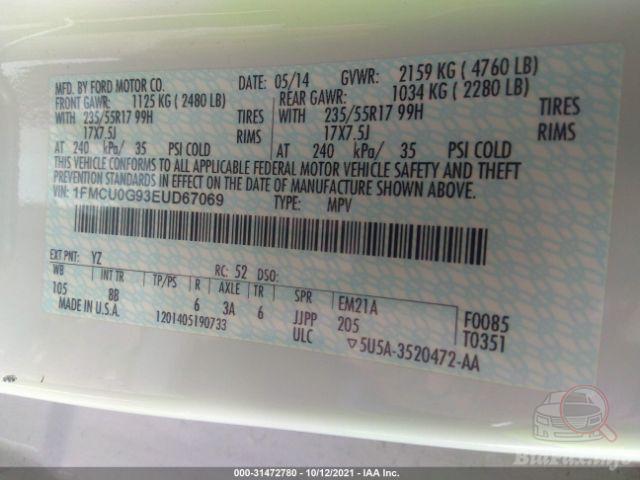 MFD. BY FORD MOTOR CO. DATE: 05/14 GVWR: 2159 KG ( 4760 LB)
FRONT GAWR: 1125 KG ( 2480 LB) REAR GAWR: 1034 KG ( 2280 LB)
WITH 235/55R17 99H TIRES WITH 235/55R17 99H TIRES
17X7.5J RIMS 17X7.5J RIMS
AT 240 kPa/ 35 PSI COLD AT 240 kPa/ 35 PSI COLD
THIS VEHICLE CONFORMS TO ALL APPLICABLE FEDERAL MOTOR VEHICLE SAFETY AND THEFT
PREVENTION STANDARDS IN EFFECT ON THE DATE OF MANUFACTURE SHOWN ABOVE.
VIN: 1FMCU0G93EUD67069 TYPE: MPV
EXT PNT: YZ RC: 52 DSO:
WB INT TR TP/PS R AXLE TR SPR EM21A
105 8B 6 3A 6 JJPP 205 F0085
MADE IN U.S.A. 1201405190733 ULC ▽5U5A-3520472-AA T0351
000-31472780 - 10/12/2021 - IAA Inc.